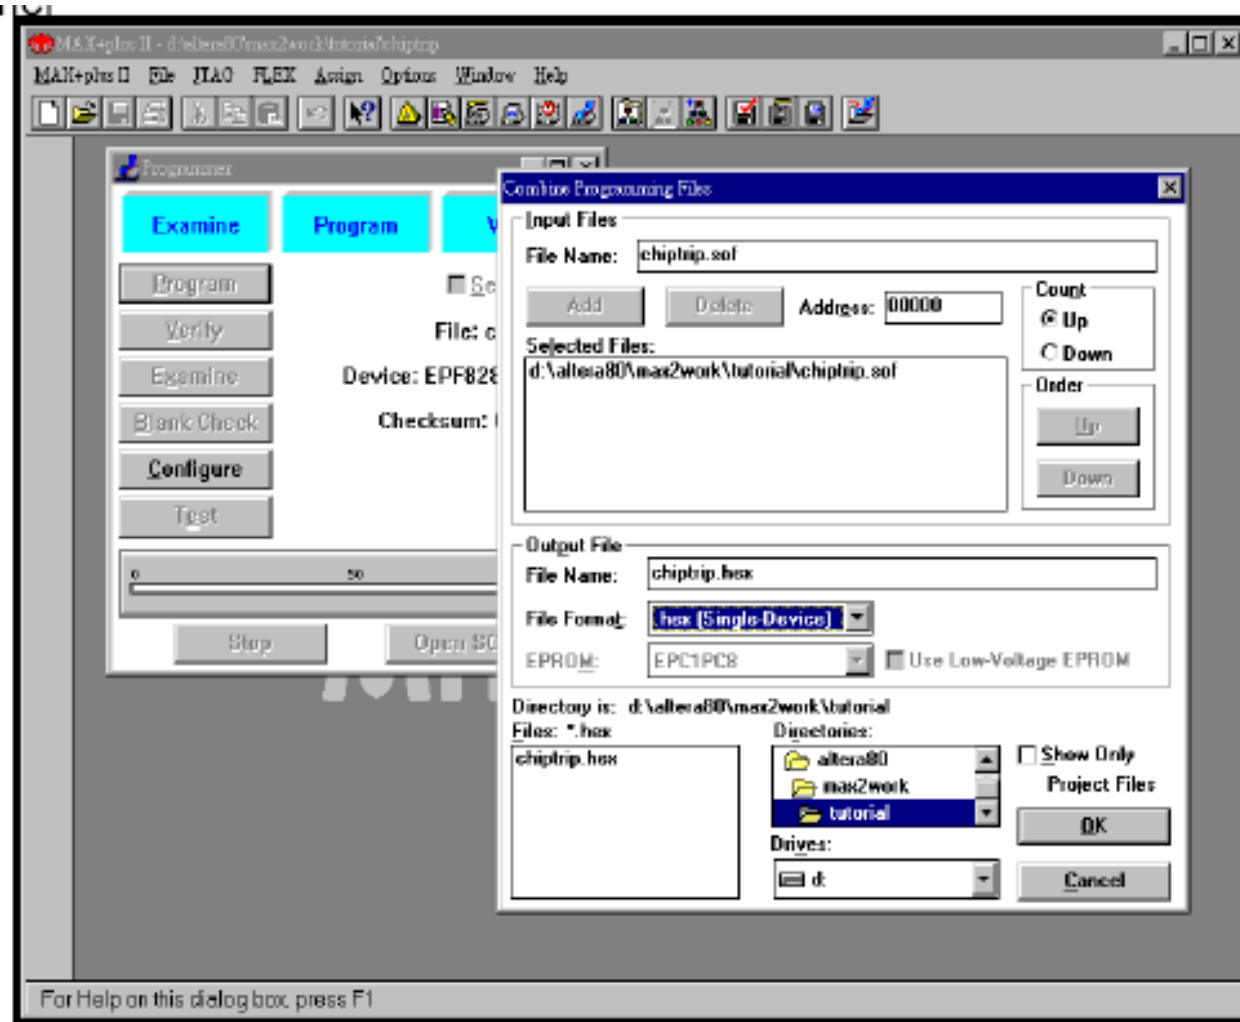 MAX+plus II - d:\altera80\max2work\tutorial\chiptrip
MAX+plus II File JTAG FLEX Assign Options Window Help
Programmer
Examine Program V
Program
Se
Verify
File: c
Examine
Device: EPF828
Blank Check
Checksum:
Configure
Test
0 50
Stop Open SO
Combine Programming Files
Input Files
File Name: chiptrip.sof
Add Delete Address: 00000
Count
Up
Down
Selected Files:
d:\altera80\max2work\tutorial\chiptrip.sof
Order
Up
Down
Output File
File Name: chiptrip.hex
File Format: .hex (Single-Device)
EPROM: EPC1PC8 Use Low-Voltage EPROM
Directory is: d:\altera80\max2work\tutorial
Files: *.hex
chiptrip.hex
Directories:
altera80
max2work
tutorial
Drives:
d:
Show Only
Project Files
OK
Cancel
For Help on this dialog box, press F1